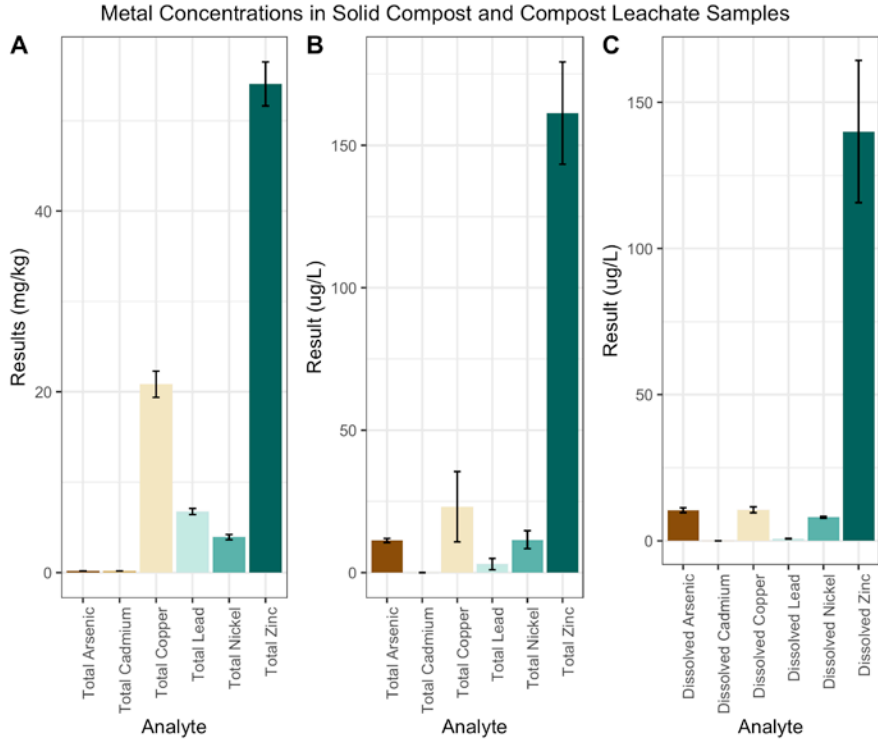 Metal Concentrations in Solid Compost and Compost Leachate Samples
A
Results (mg/kg)
40
20
0
Total Arsenic
Total Cadmium
Total Copper
Total Lead
Total Nickel
Total Zinc
Analyte
B
Result (ug/L)
150
100
50
0
Total Arsenic
Total Cadmium
Total Copper
Total Lead
Total Nickel
Total Zinc
Analyte
C
Result (ug/L)
150
100
50
0
Dissolved Arsenic
Dissolved Cadmium
Dissolved Copper
Dissolved Lead
Dissolved Nickel
Dissolved Zinc
Analyte